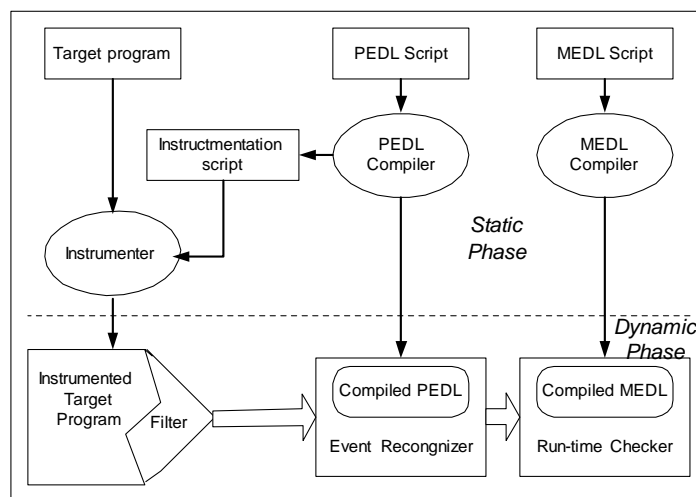 Target program
PEDL Script
MEDL Script
Instructmentation
script
PEDL
Compiler
MEDL
Compiler
Instrumenter
Static
Phase
Dynamic
Phase
Instrumented
Target
Program
Filter
Compiled PEDL
Event Recongnizer
Compiled MEDL
Run-time Checker